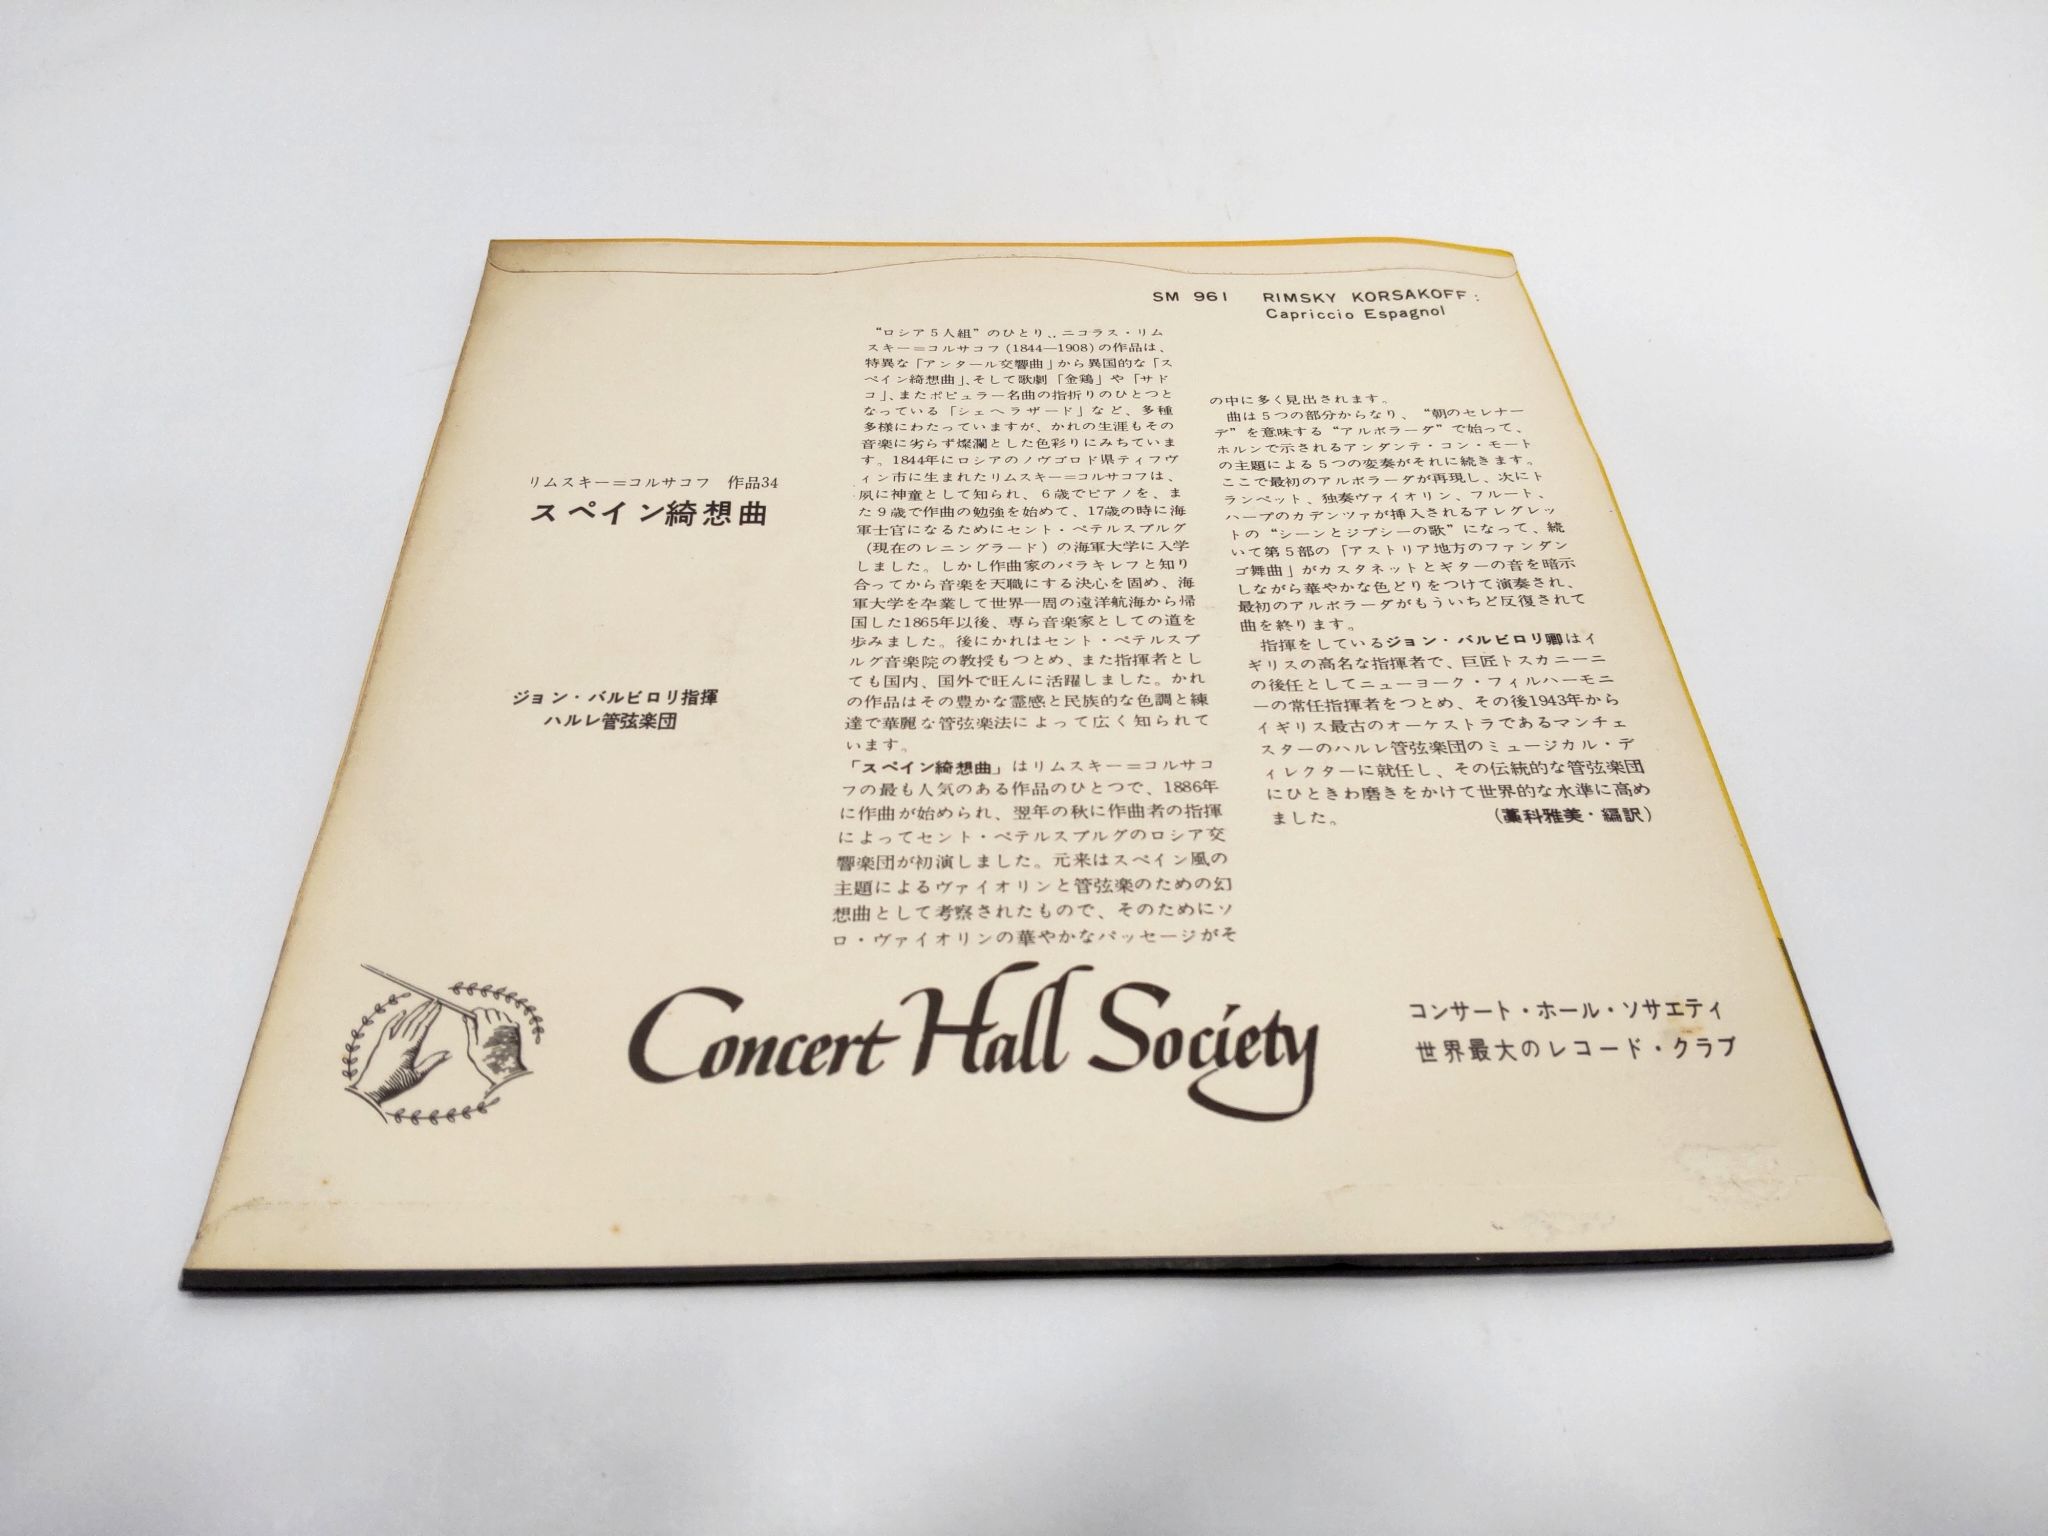 SM 961 RIMSKY KORSAKOFF:
Capriccio Espagnol
リムスキー＝コルサコフ 作品34
スペイン綺想曲
ジョン・バルビロリ指揮
ハルレ管弦楽団
“ロシア5人組”のひとり、ニコラス・リム
スキー＝コルサコフ(1844—1908)の作品は、
特異な「アンタール交響曲」から異国的な「ス
ペイン綺想曲」、そして歌劇「金鶏」や「サド
コ」、またポピュラー名曲の指折りのひとつと
なっている「シェヘラザード」など、多種
多様にわたっていますが、かれの生涯もその
音楽に劣らず燦瀾とした色彩りにみちていま
す。1844年にロシアのノヴゴロド県ティフヴ
ィン市に生まれたリムスキー＝コルサコフは、
夙に神童として知られ、6歳でピアノを、ま
た9歳で作曲の勉強を始めて、17歳の時に海
軍士官になるためにセント・ペテルスブルグ
(現在のレニングラード)の海軍大学に入学
しました。しかし作曲家のバラキレフと知り
合ってから音楽を天職にする決心を固め、海
軍大学を卒業して世界一周の遠洋航海から帰
国した1865年以後、専ら音楽家としての道を
歩みました。後にかれはセント・ペテルスブ
ルグ音楽院の教授もつとめ、また指揮者とし
ても国内、国外で旺んに活躍しました。かれ
の作品はその豊かな霊感と民族的な色調と練
達で華麗な管弦楽法によって広く知られて
います。
「スペイン綺想曲」はリムスキー＝コルサコ
フの最も人気のある作品のひとつで、1886年
に作曲が始められ、翌年の秋に作曲者の指揮
によってセント・ペテルスブルグのロシア交
響楽団が初演しました。元来はスペイン風の
主題によるヴァイオリンと管弦楽のための幻
想曲として考察されたもので、そのためにソ
ロ・ヴァイオリンの華やかなパッセージがそ
の中に多く見出されます。
曲は5つの部分からなり、“朝のセレナー
デ”を意味する“アルボラーダ”で始って、
ホルンで示されるアンダンテ・コン・モート
の主題による5つの変奏がそれに続きます。
ここで最初のアルボラーダが再現し、次にト
ランペット、独奏ヴァイオリン、フルート、
ハープのカデンツァが挿入されるアレグレッ
トの“シーンとジプシーの歌”になって、続
いて第5部の「アストリア地方のファンダン
ゴ舞曲」がカスタネットとギターの音を暗示
しながら華やかな色どりをつけて演奏され、
最初のアルボラーダがもういちど反復されて
曲を終ります。
指揮をしているジョン・バルビロリ卿はイ
ギリスの高名な指揮者で、巨匠トスカニーニ
の後任としてニューヨーク・フィルハーモニ
ーの常任指揮者をつとめ、その後1943年から
イギリス最古のオーケストラであるマンチェ
スターのハルレ管弦楽団のミュージカル・デ
ィレクターに就任し、その伝統的な管弦楽団
にひときわ磨きをかけて世界的な水準に高め
ました。 (藁科雅美・編訳)
Concert Hall Society
コンサート・ホール・ソサエティ
世界最大のレコード・クラブ